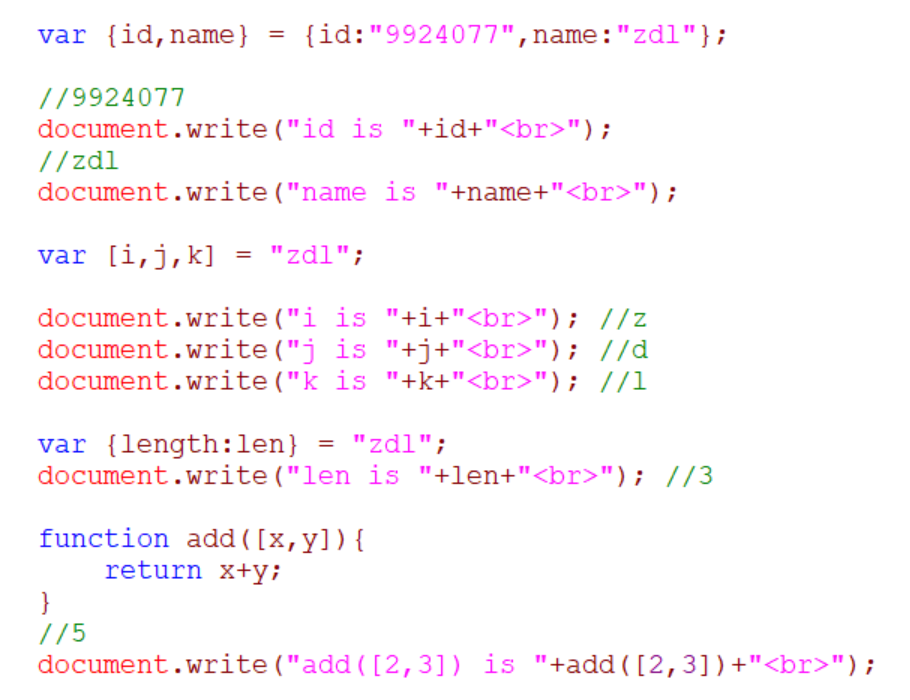 var {id,name} = {id:"9924077",name:"zdl"};
//9924077
document.write("id is "+id+"<br>");
//zdl
document.write("name is "+name+"<br>");
var [i,j,k] = "zdl";
document.write("i is "+i+"<br>"); //z
document.write("j is "+j+"<br>"); //d
document.write("k is "+k+"<br>"); //l
var {length:len} = "zdl";
document.write("len is "+len+"<br>"); //3
function add([x,y]){
    return x+y;
}
//5
document.write("add([2,3]) is "+add([2,3])+"<br>");